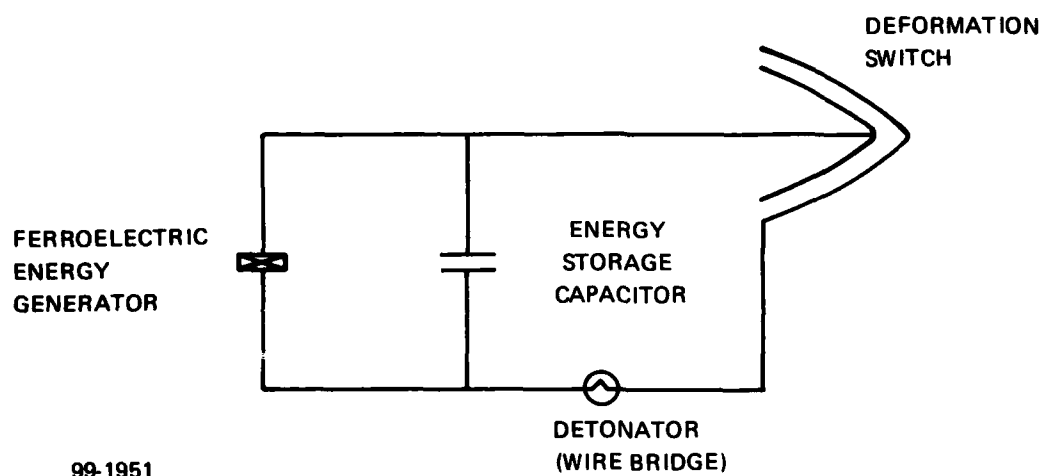 DEFORMATION
SWITCH
FERROELECTRIC
ENERGY
GENERATOR
ENERGY
STORAGE
CAPACITOR
DETONATOR
(WIRE BRIDGE)
99-1951